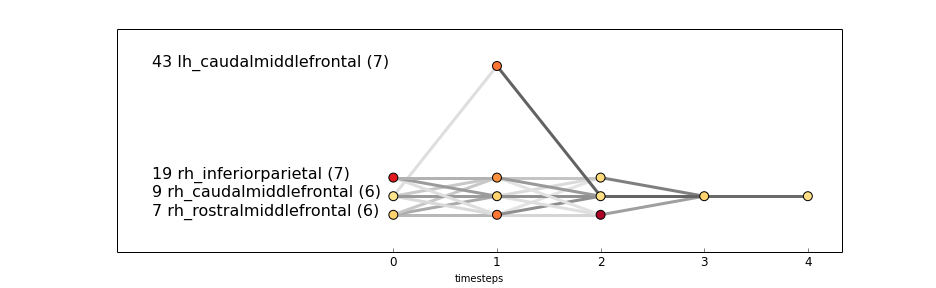 43 lh_caudalmiddlefrontal (7)
19 rh_inferiorparietal (7)
9 rh_caudalmiddlefrontal (6)
7 rh_rostralmiddlefrontal (6)
0 1 2 3 4
timesteps